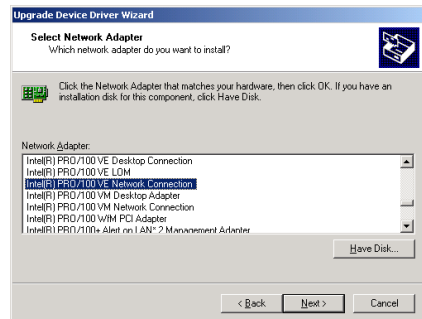 Upgrade Device Driver Wizard
Select Network Adapter
Which network adapter do you want to install?
Click the Network Adapter that matches your hardware, then click OK. If you have an
installation disk for this component, click Have Disk.
Network Adapter:
Intel(R) PRO/100 VE Desktop Connection
Intel(R) PRO/100 VE LOM
Intel(R) PRO/100 VE Network Connection
Intel(R) PRO/100 VM Desktop Adapter
Intel(R) PRO/100 VM Network Connection
Intel(R) PRO/100 WfM PCI Adapter
Intel(R) PRO/100+ Alert on LAN* 2 Management Adapter
Have Disk...
< Back
Next >
Cancel